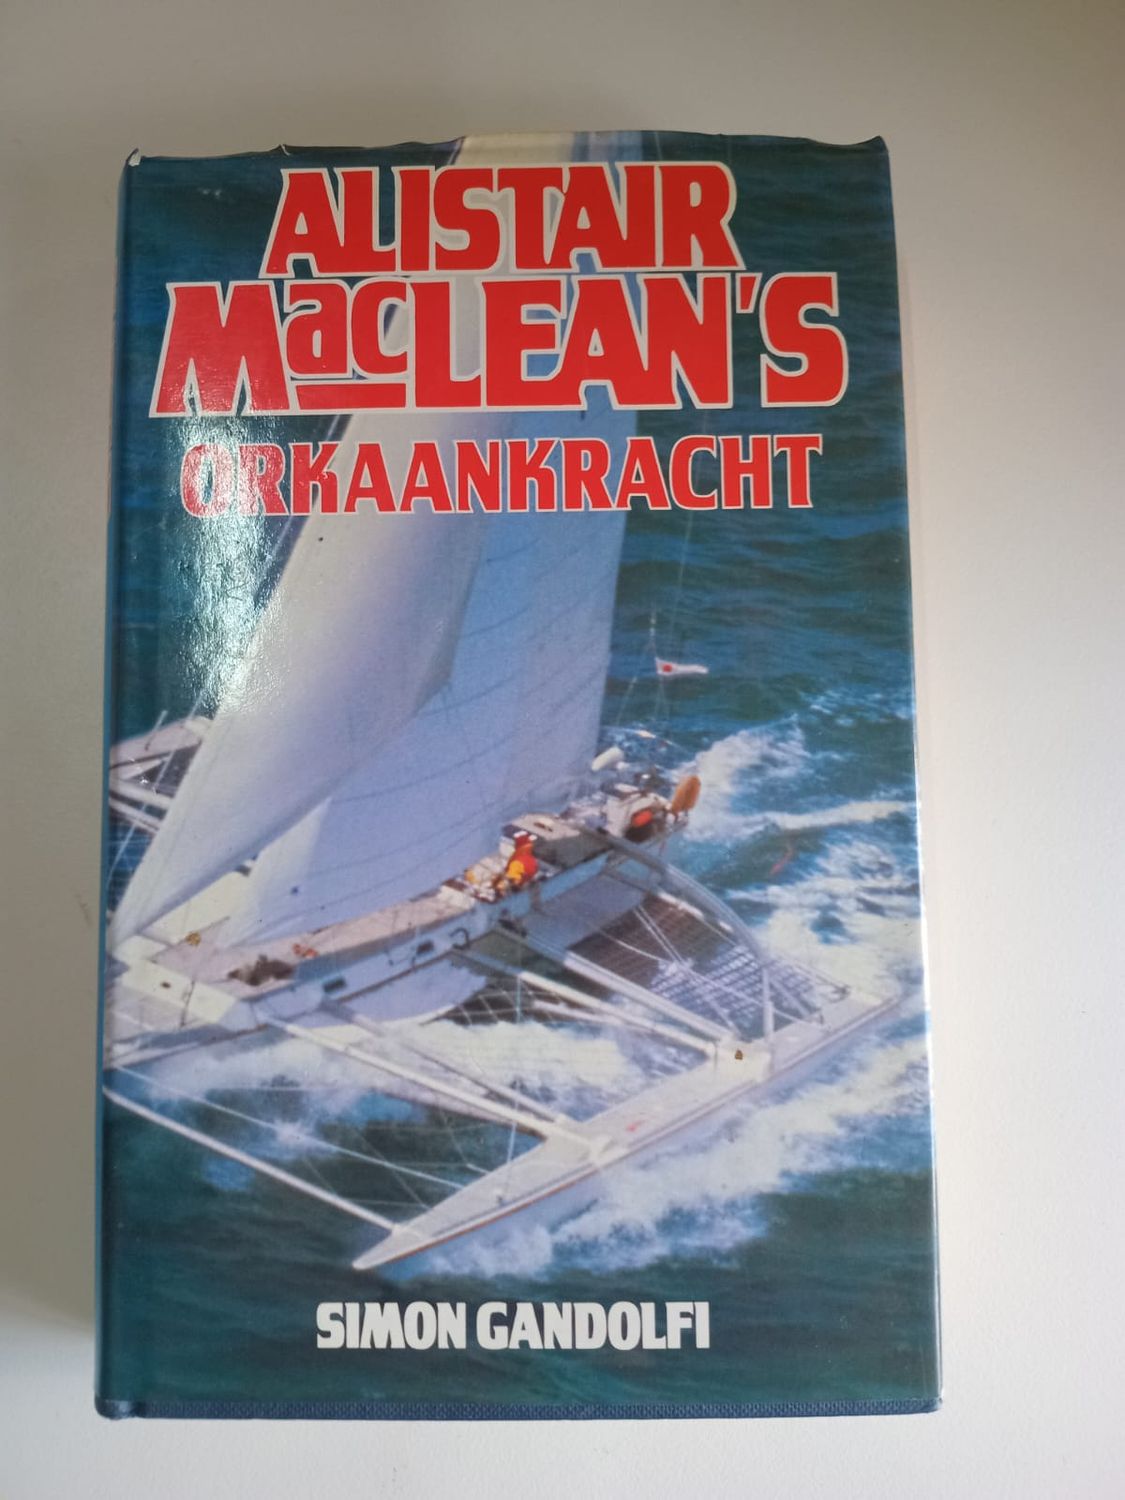 ALISTAIR
MacLEAN'S
ORKAANKRACHT
SIMON GANDOLFI